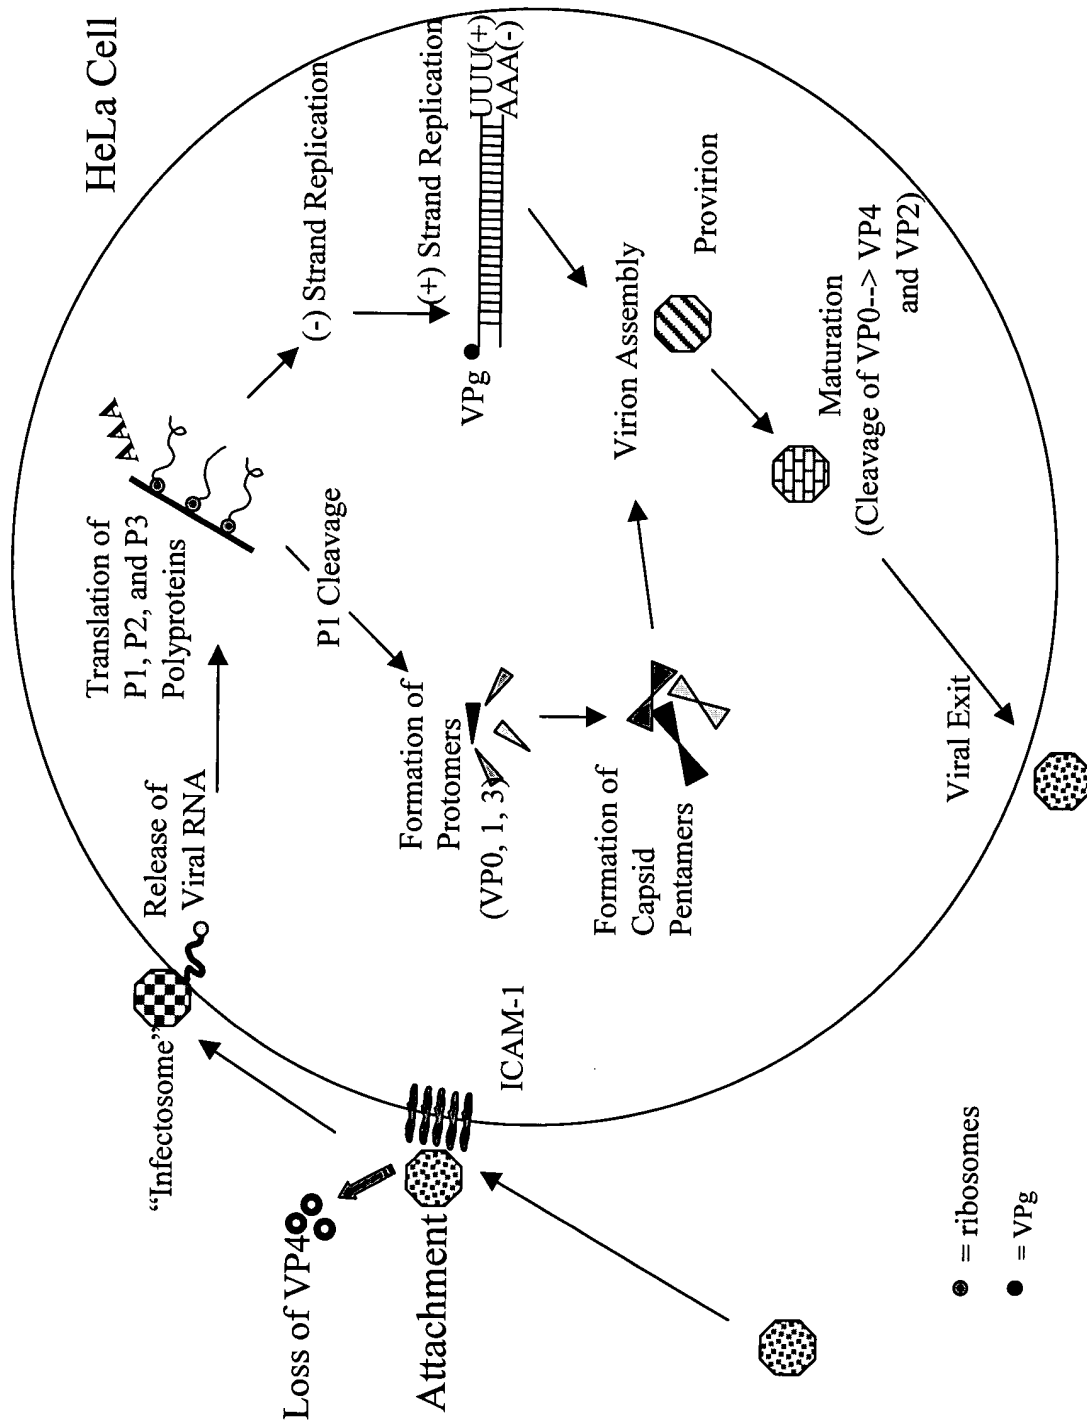 HeLa Cell
Loss of VP4
Attachment
“Infectosome”
ICAM-1
Release of
Viral RNA
Translation of
P1, P2, and P3
Polyproteins
AAA
P1 Cleavage
Formation of
Protomers
(VP0, 1, 3)
Formation of
Capsid
Pentamers
(-) Strand Replication
(+) Strand Replication
VPg
UUU(+)
AAA(-)
Virion Assembly
Provirion
Maturation
(Cleavage of VP0--> VP4
and VP2)
Viral Exit
= ribosomes
= VPg